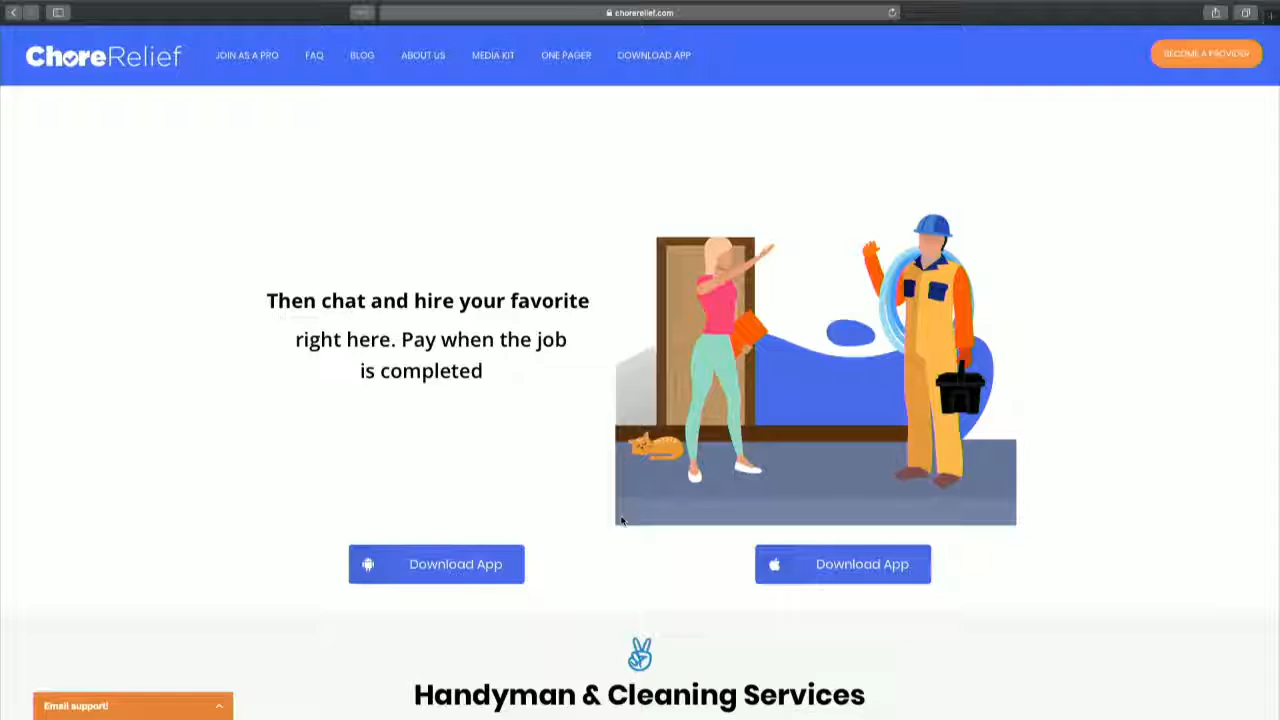 chorerelief.com
ChoreRelief
JOIN AS A PRO
FAQ
BLOG
ABOUT US
MEDIA KIT
ONE PAGER
DOWNLOAD APP
BECOME A PROVIDER
Then chat and hire your favorite
right here. Pay when the job
is completed
Download App
Download App
Handyman & Cleaning Services
Email support!